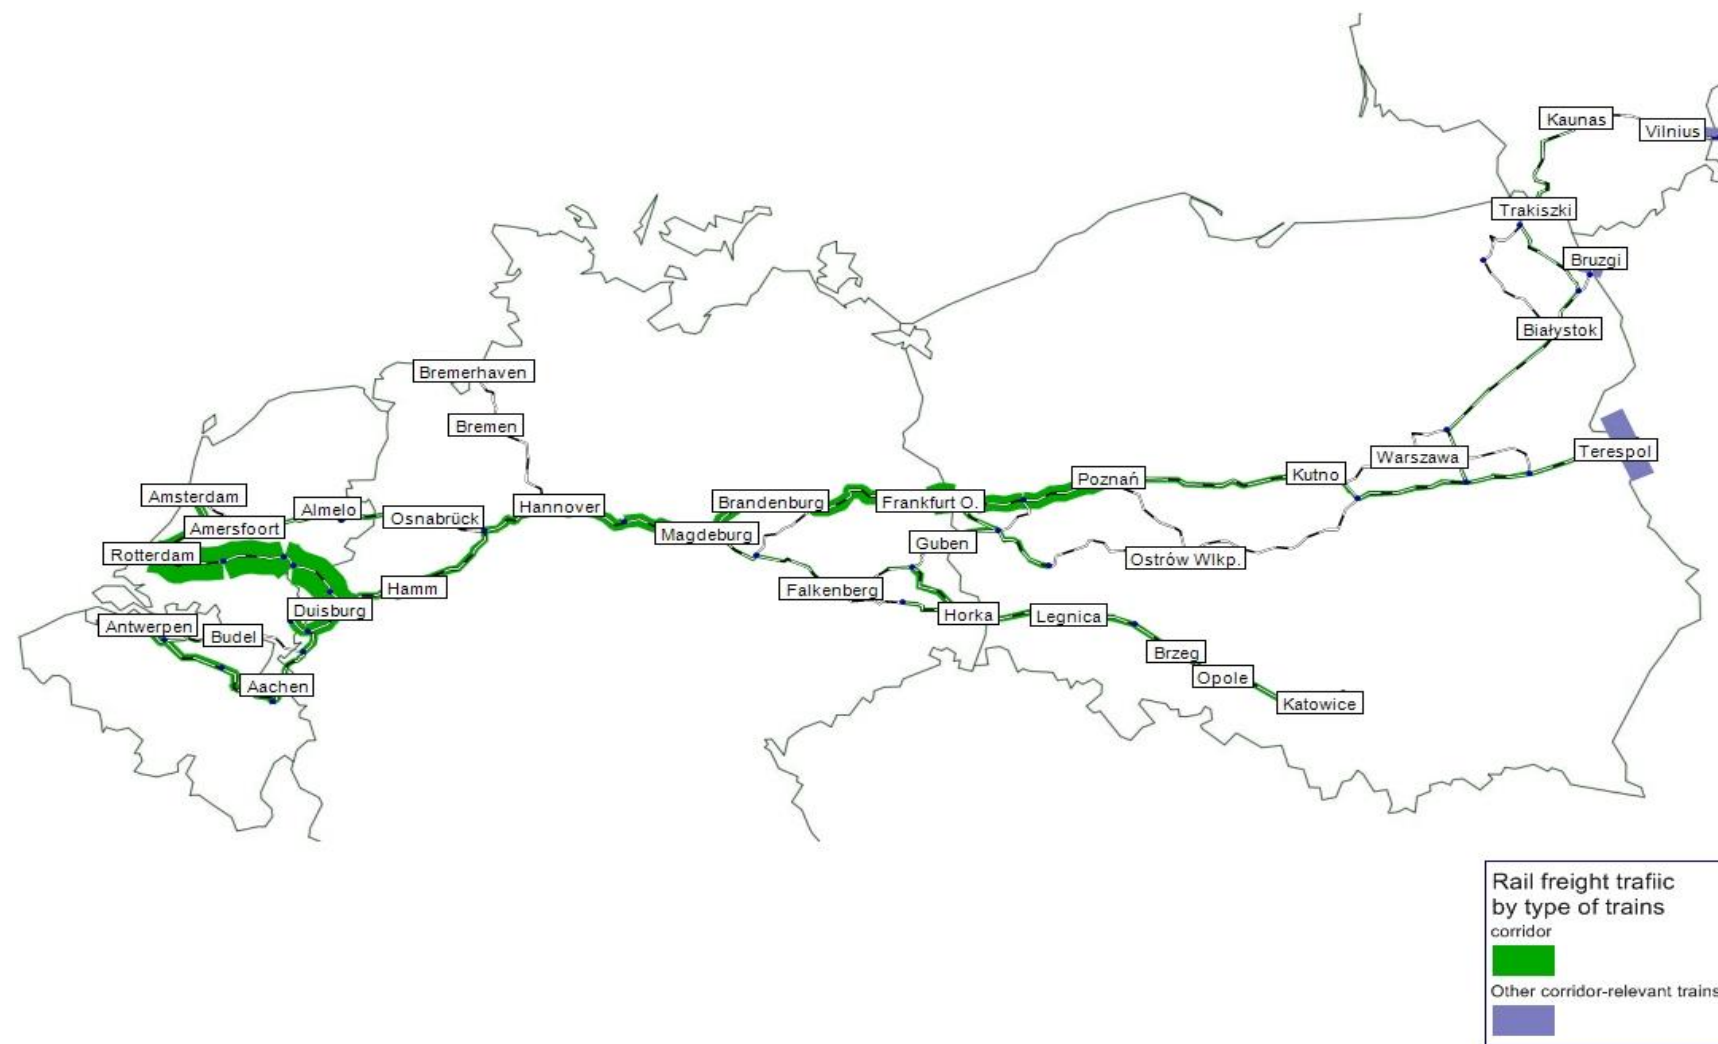 Kaunas
Vilnius
Trakiszki
Bruzgi
Białystok
Bremerhaven
Bremen
Warszawa
Terespol
Kutno
Poznań
Amsterdam
Almelo
Amersfoort
Osnabrück
Hannover
Brandenburg
Frankfurt O.
Magdeburg
Guben
Rotterdam
Ostrów Wlkp.
Hamm
Falkenberg
Duisburg
Horka
Legnica
Antwerpen
Budel
Brzeg
Opole
Aachen
Katowice
Rail freight trafiic
by type of trains
corridor
Other corridor-relevant trains